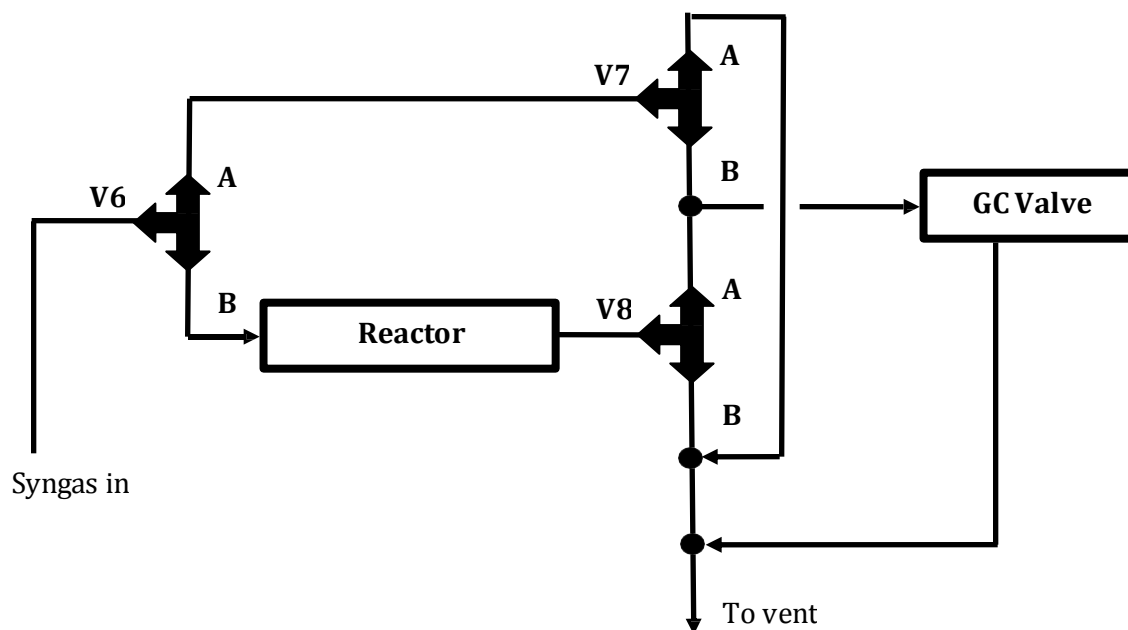 A
V7
B
GC Valve
A
V6
B
Reactor
V8
A
B
Syngas in
To vent